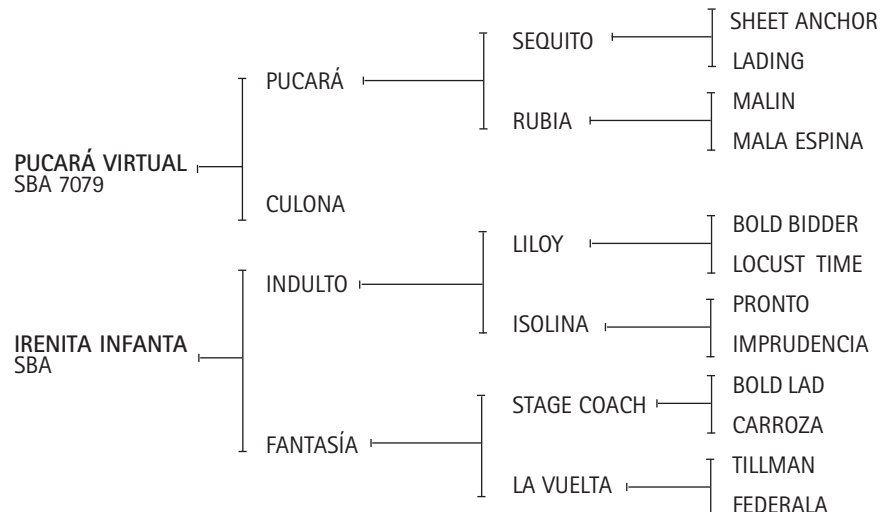 SHEET ANCHOR
SEQUITO
LADING
PUCARÁ
MALIN
RUBIA
MALA ESPINA
PUCARÁ VIRTUAL
SBA 7079
CULONA
BOLD BIDDER
LILOY
LOCUST TIME
INDULTO
PRONTO
ISOLINA
IMPRUDENCIA
IRENITA INFANTA
SBA
BOLD LAD
STAGE COACH
CARROZA
FANTASÍA
TILLMAN
LA VUELTA
FEDERALA